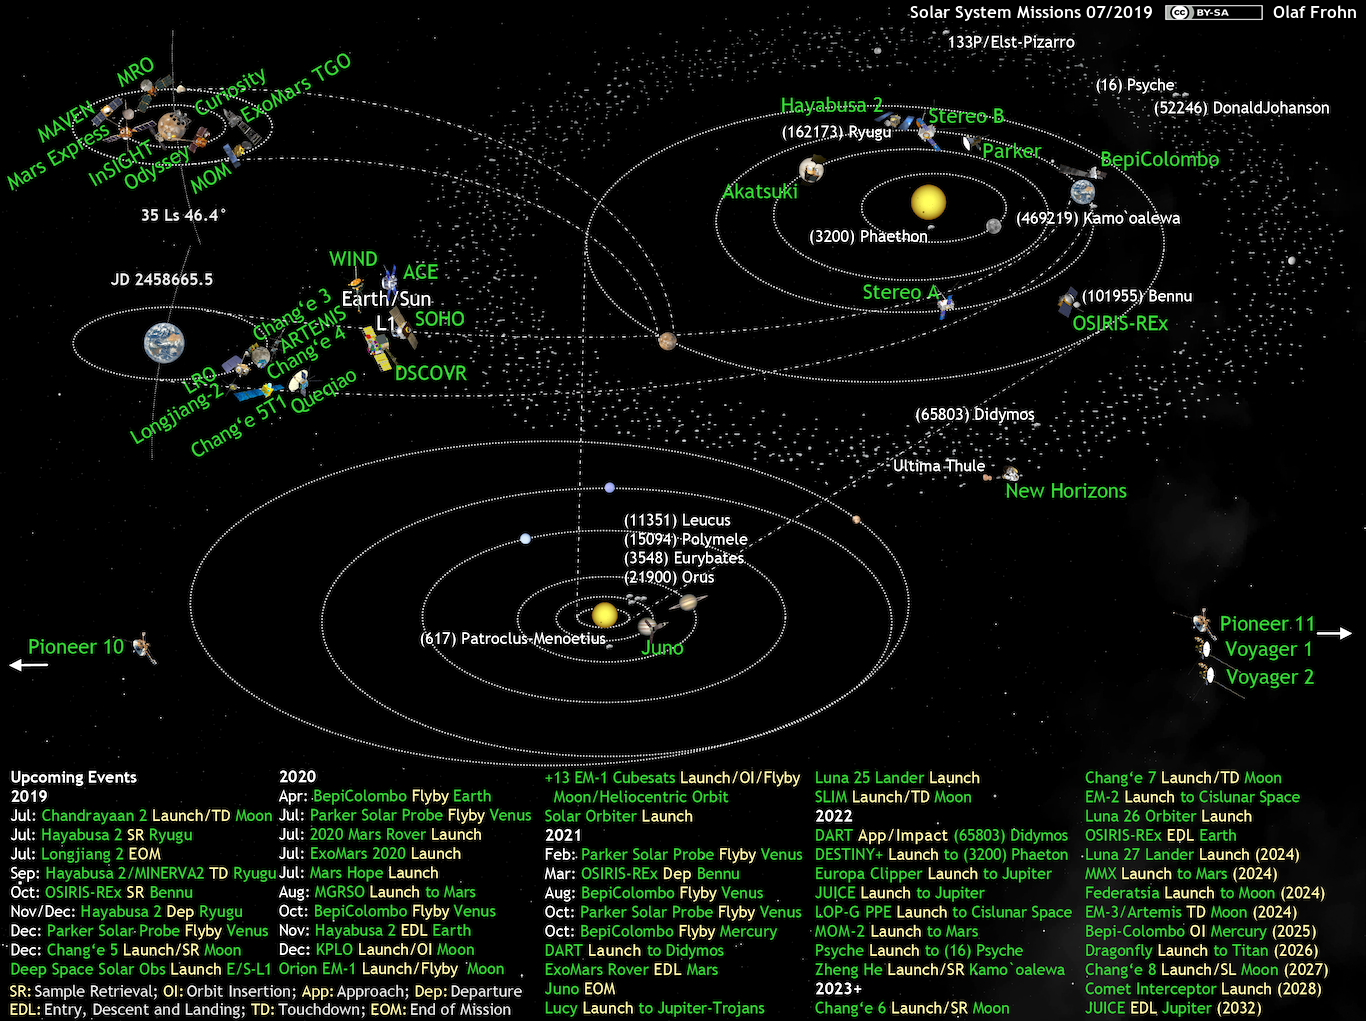 Solar System Missions 07/2019 cc BY-SA Olaf Frohn
133P/Elst-Pizarro
(16) Psyche
(52246) DonaldJohanson
MRO
Curiosity
ExoMars TGO
MAVEN
Mars Express
InSIGHT
Odyssey
MOM
35 Ls 46.4°
JD 2458665.5
Hayabusa 2
Stereo B
(162173) Ryugu
Parker
BepiColombo
Akatsuki
(469219) Kamo`oalewa
(3200) Phaethon
Stereo A
(101955) Bennu
OSIRIS-REx
WIND
ACE
Earth/Sun
L1
SOHO
DSCOVR
Chang‘e 3
ARTEMIS
Chang‘e 4
LRO
Longjiang-2
Chang‘e 5T1
Queqiao
(65803) Didymos
Ultima Thule
New Horizons
(11351) Leucus
(15094) Polymele
(3548) Eurybates
(21900) Orus
(617) Patroclus-Menoetius
Juno
Pioneer 10
Pioneer 11
Voyager 1
Voyager 2
Upcoming Events
2019
Jul: Chandrayaan 2 Launch/TD Moon
Jul: Hayabusa 2 SR Ryugu
Jul: Longjiang 2 EOM
Sep: Hayabusa 2/MINERVA2 TD Ryugu
Oct: OSIRIS-REx SR Bennu
Nov/Dec: Hayabusa 2 Dep Ryugu
Dec: Parker Solar Probe Flyby Venus
Dec: Chang‘e 5 Launch/SR Moon
Deep Space Solar Obs Launch E/S-L1
2020
Apr: BepiColombo Flyby Earth
Jul: Parker Solar Probe Flyby Venus
Jul: 2020 Mars Rover Launch
Jul: ExoMars 2020 Launch
Jul: Mars Hope Launch
Aug: MGRSO Launch to Mars
Oct: BepiColombo Flyby Venus
Nov: Hayabusa 2 EDL Earth
Dec: KPLO Launch/OI Moon
Orion EM-1 Launch/Flyby Moon
+13 EM-1 Cubesats Launch/OI/Flyby
Moon/Heliocentric Orbit
Solar Orbiter Launch
2021
Feb: Parker Solar Probe Flyby Venus
Mar: OSIRIS-REx Dep Bennu
Aug: BepiColombo Flyby Venus
Oct: Parker Solar Probe Flyby Venus
Oct: BepiColombo Flyby Mercury
DART Launch to Didymos
ExoMars Rover EDL Mars
Juno EOM
Lucy Launch to Jupiter-Trojans
Luna 25 Lander Launch
SLIM Launch/TD Moon
2022
DART App/Impact (65803) Didymos
DESTINY+ Launch to (3200) Phaeton
Europa Clipper Launch to Jupiter
JUICE Launch to Jupiter
LOP-G PPE Launch to Cislunar Space
MOM-2 Launch to Mars
Psyche Launch to (16) Psyche
Zheng He Launch/SR Kamo`oalewa
2023+
Chang‘e 6 Launch/SR Moon
Chang‘e 7 Launch/TD Moon
EM-2 Launch to Cislunar Space
Luna 26 Orbiter Launch
OSIRIS-REx EDL Earth
Luna 27 Lander Launch (2024)
MMX Launch to Mars (2024)
Federatsia Launch to Moon (2024)
EM-3/Artemis TD Moon (2024)
Bepi-Colombo OI Mercury (2025)
Dragonfly Launch to Titan (2026)
Chang‘e 8 Launch/SL Moon (2027)
Comet Interceptor Launch (2028)
JUICE EDL Jupiter (2032)
SR: Sample Retrieval; OI: Orbit Insertion; App: Approach; Dep: Departure
EDL: Entry, Descent and Landing; TD: Touchdown; EOM: End of Mission